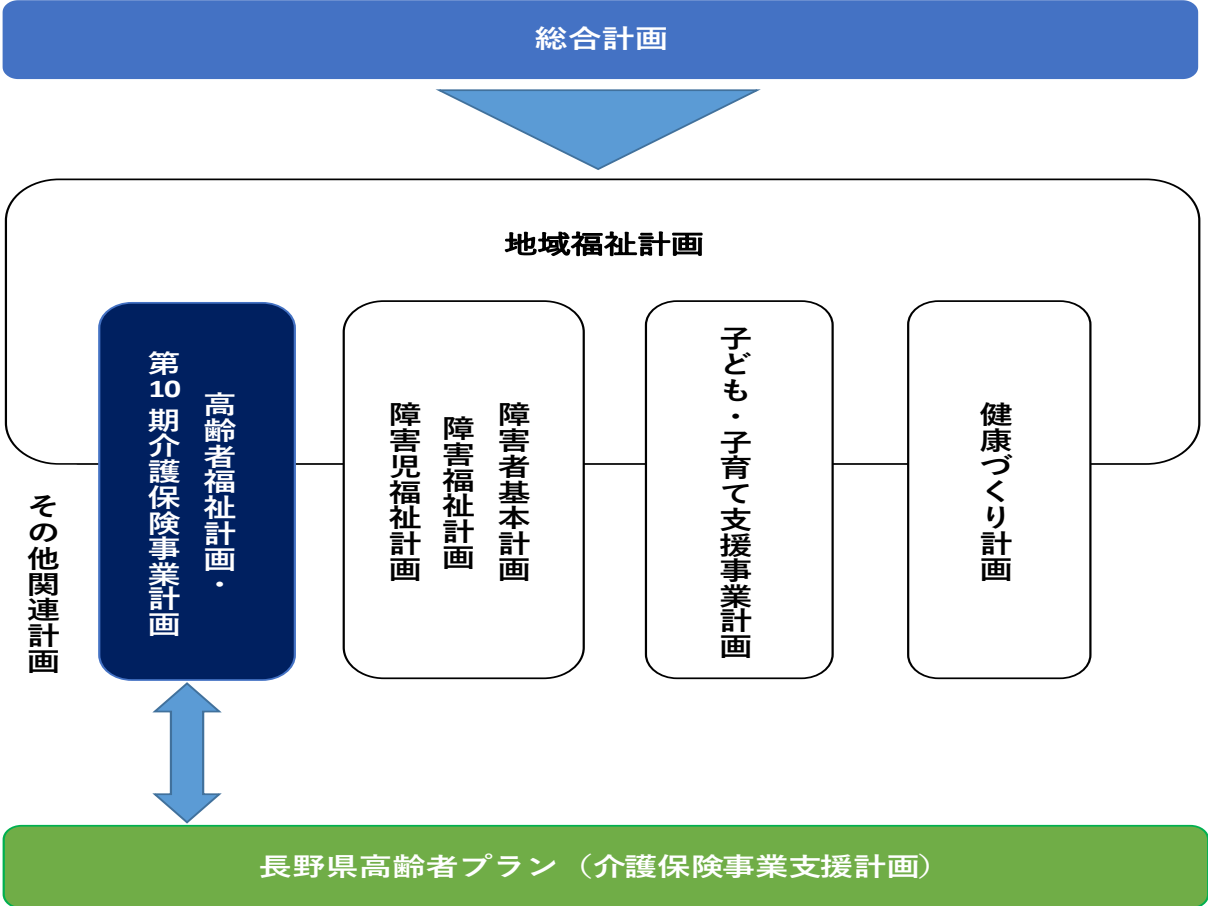 総合計画
地域福祉計画
高齢者福祉計画・
第10期介護保険事業計画
障害者基本計画
障害福祉計画
障害児福祉計画
子ども・子育て支援事業計画
健康づくり計画
その他関連計画
長野県高齢者プラン（介護保険事業支援計画）